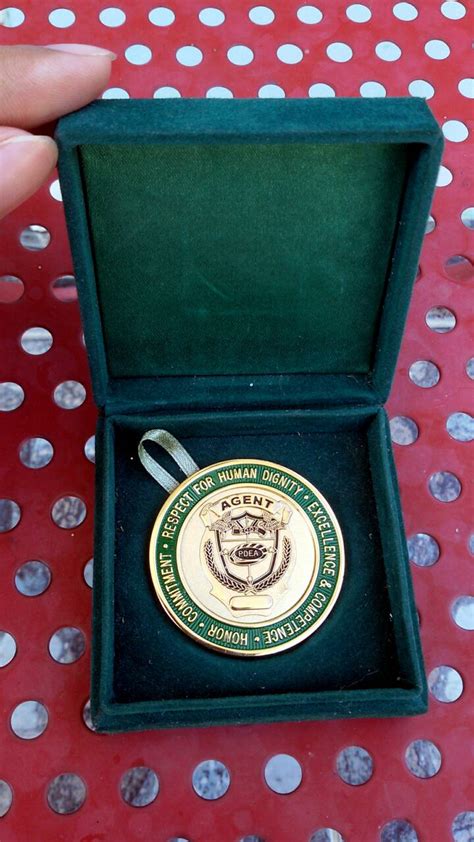 COMMITMENT • RESPECT FOR HUMAN DIGNITY • EXCELLENCE & COMPETENCE • HONOR •
AGENT
PDEA